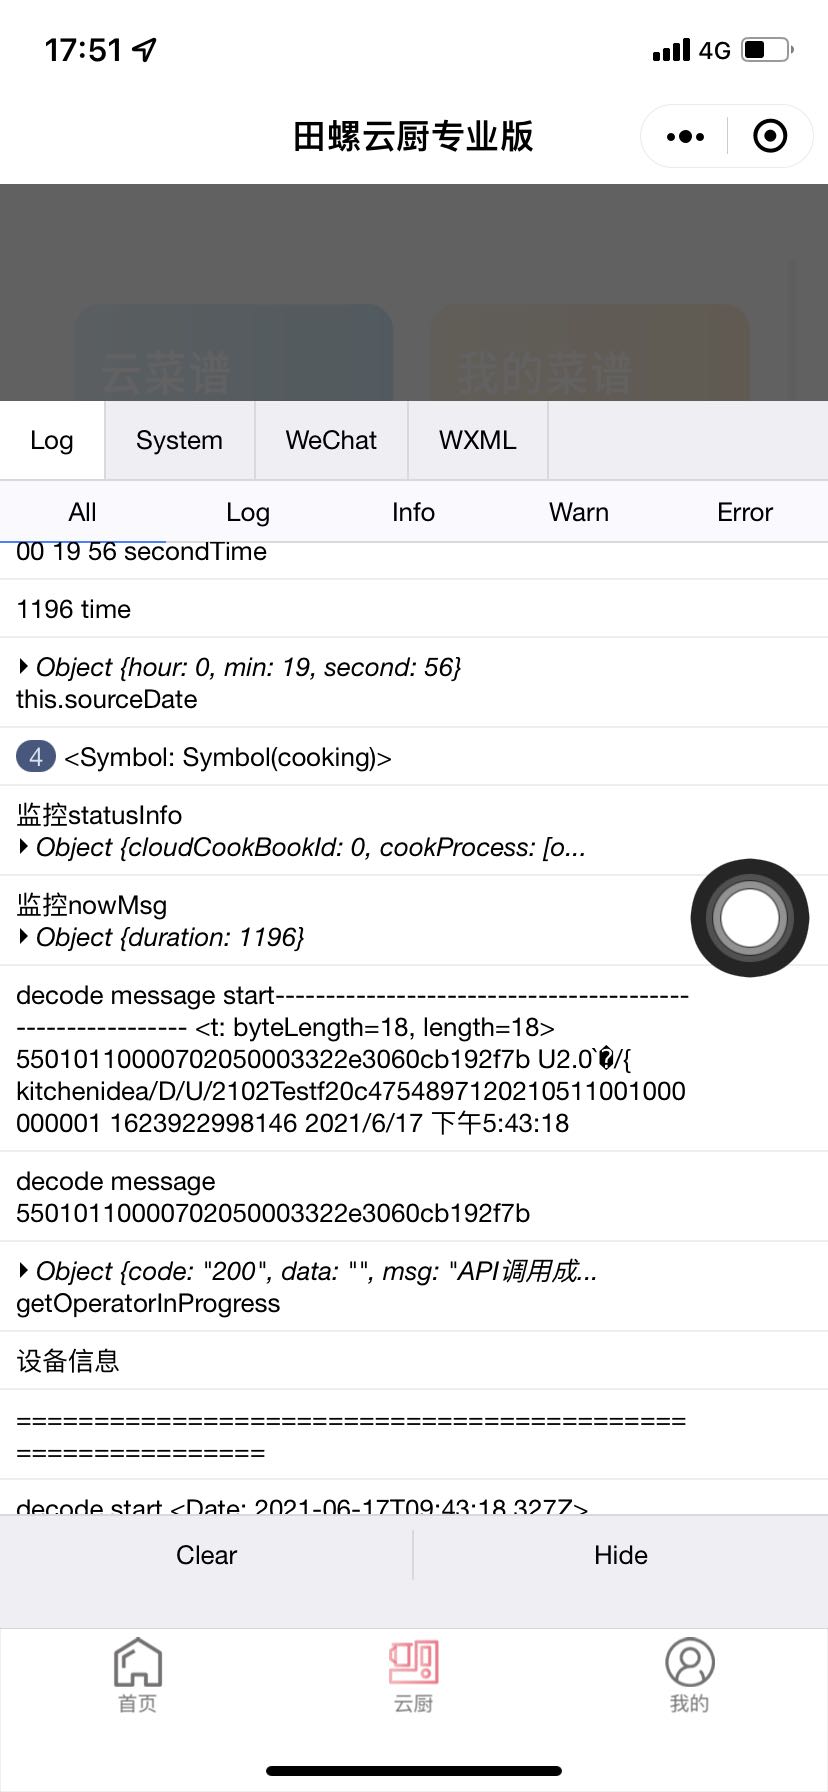 17:51
4G
田螺云厨专业版
云菜谱
我的菜谱
Log
System
WeChat
WXML
All
Log
Info
Warn
Error
00 19 56 secondTime
1196 time
Object {hour: 0, min: 19, second: 56}
this.sourceDate
4 <Symbol: Symbol(cooking)>
监控statusInfo
Object {cloudCookBookId: 0, cookProcess: [o...
监控nowMsg
Object {duration: 1196}
decode message start-----------------------------------------
----------------- <t: byteLength=18, length=18>
55010110000702050003322e3060cb192f7b U2.0`�/{
kitchenidea/D/U/2102Testf20c4754897120210511001000
000001 1623922998146 2021/6/17 下午5:43:18
decode message
55010110000702050003322e3060cb192f7b
Object {code: "200", data: "", msg: "API调用成...
getOperatorInProgress
设备信息
===========================================
================
decode start <Date: 2021-06-17T09:43:18.327Z>
Clear
Hide
首页
云厨
我的